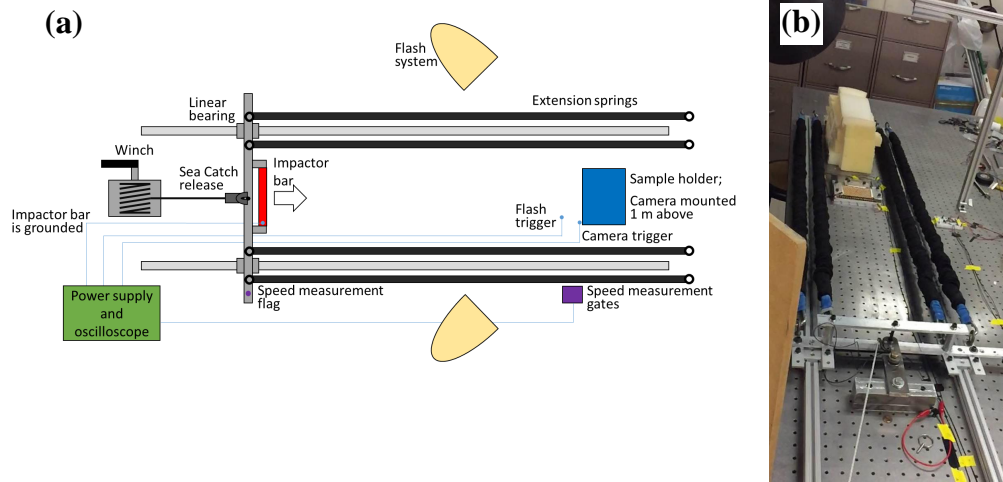 (a)
Flash
system
Linear
bearing
Extension springs
Winch
Sea Catch
release
Impactor
bar
Sample holder;
Camera mounted
1 m above
Impactor bar
is grounded
Flash
trigger
Camera trigger
Power supply
and
oscilloscope
Speed measurement
flag
Speed measurement
gates
(b)